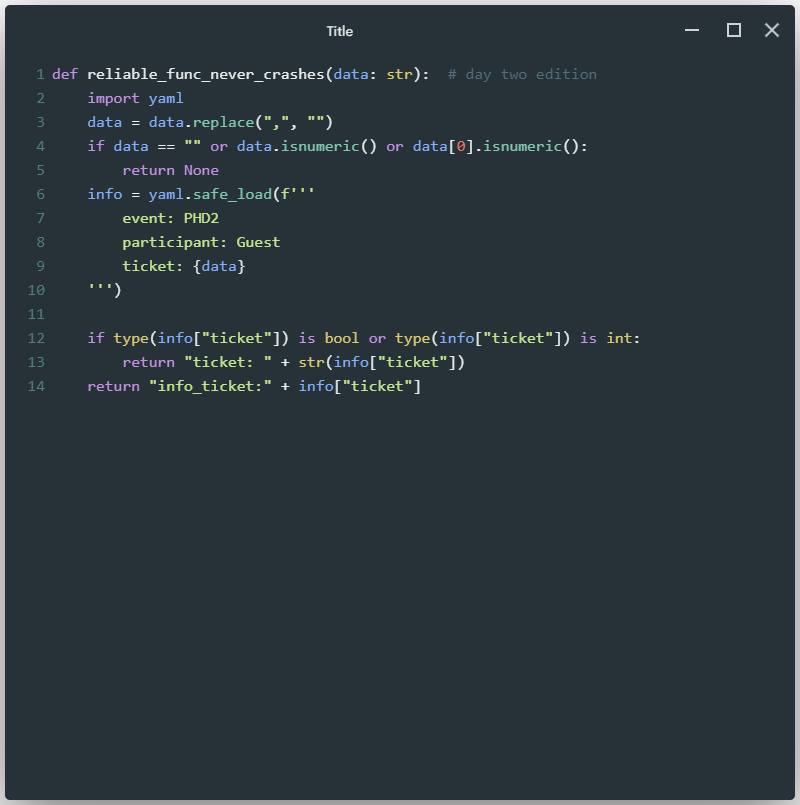 Title
1 def reliable_func_never_crashes(data: str):  # day two edition
2     import yaml
3     data = data.replace(",", "")
4     if data == "" or data.isnumeric() or data[0].isnumeric():
5         return None
6     info = yaml.safe_load(f'''
7         event: PHD2
8         participant: Guest
9         ticket: {data}
10     ''')
11
12     if type(info["ticket"]) is bool or type(info["ticket"]) is int:
13         return "ticket: " + str(info["ticket"])
14     return "info_ticket:" + info["ticket"]